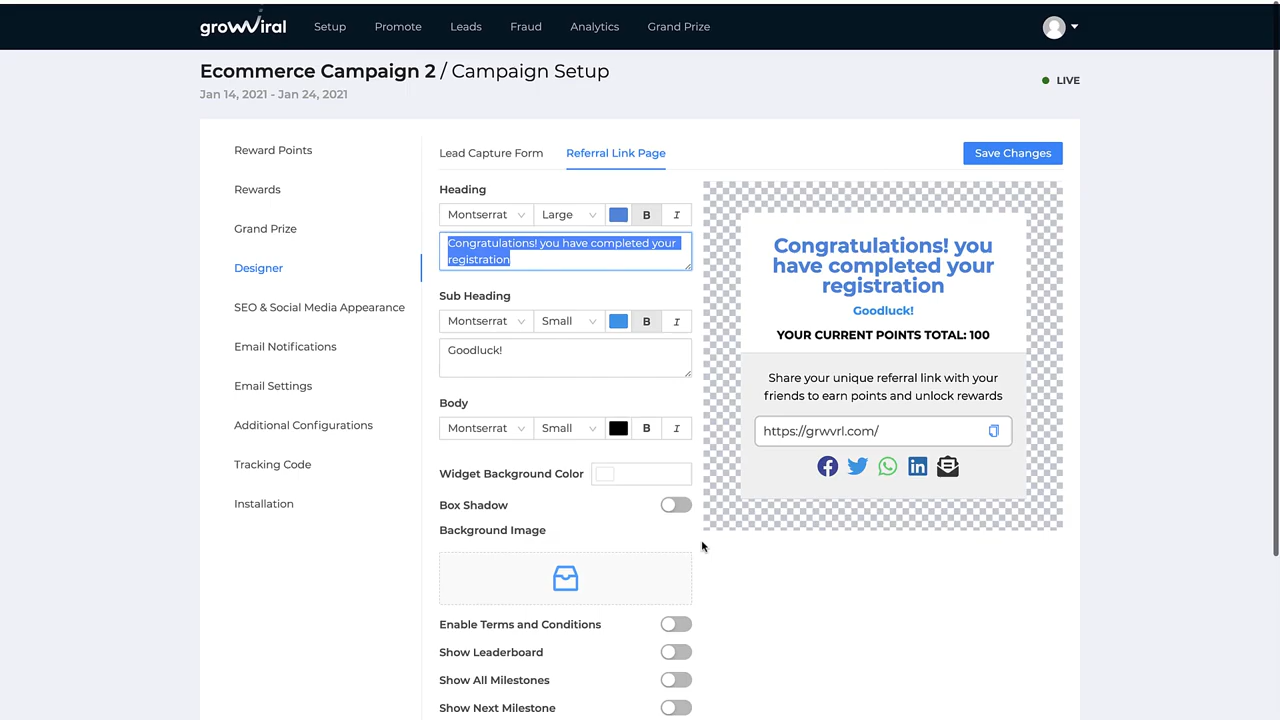 growViral
Setup
Promote
Leads
Fraud
Analytics
Grand Prize
Ecommerce Campaign 2 / Campaign Setup
Jan 14, 2021 - Jan 24, 2021
LIVE
Reward Points
Rewards
Grand Prize
Designer
SEO & Social Media Appearance
Email Notifications
Email Settings
Additional Configurations
Tracking Code
Installation
Lead Capture Form
Referral Link Page
Save Changes
Heading
Montserrat
Large
B
I
Congratulations! you have completed your
registration
Sub Heading
Montserrat
Small
B
I
Goodluck!
Body
Montserrat
Small
B
I
Widget Background Color
Box Shadow
Background Image
Enable Terms and Conditions
Show Leaderboard
Show All Milestones
Show Next Milestone
Congratulations! you
have completed your
registration
Goodluck!
YOUR CURRENT POINTS TOTAL: 100
Share your unique referral link with your
friends to earn points and unlock rewards
https://grwvrl.com/